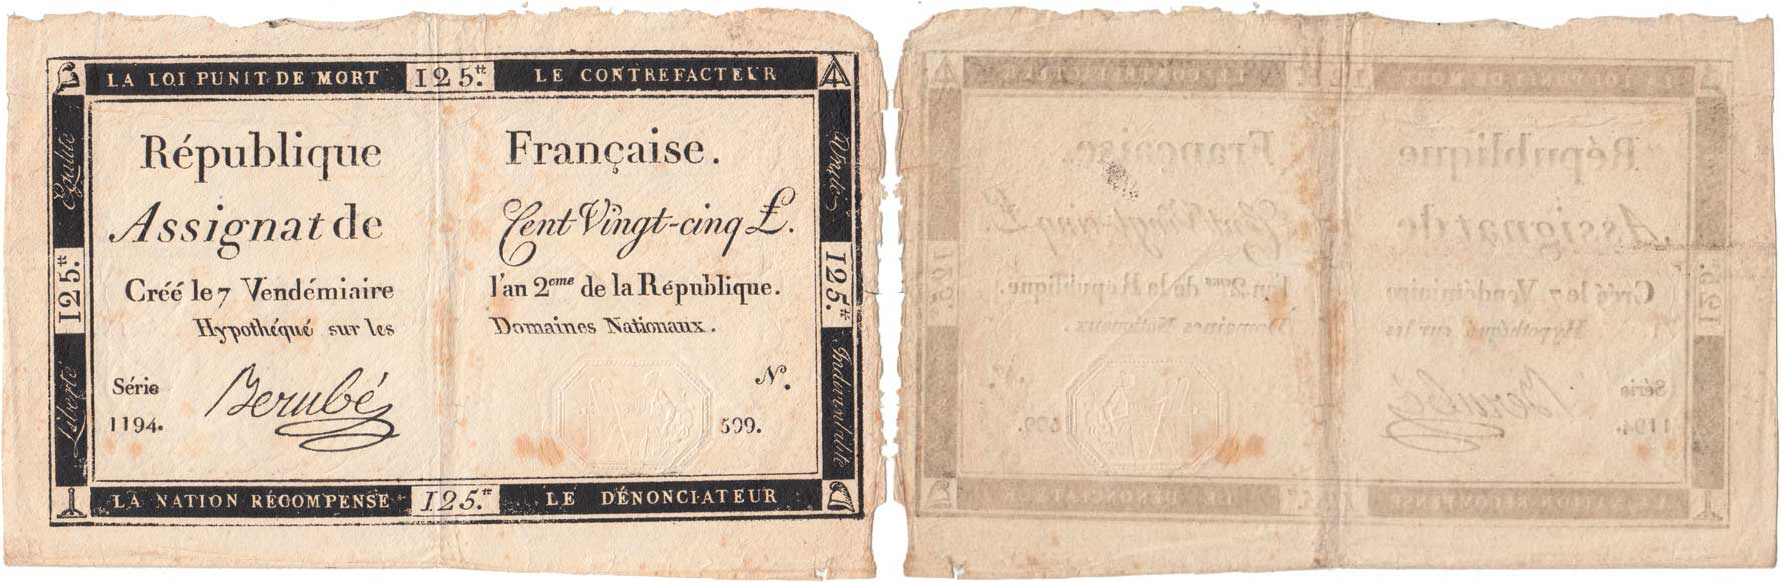 LA LOI PUNIT DE MORT 125.tt LE CONTREFACTEUR
Egalité
Unité
République Française.
Assignat de Cent Vingt-cinq £.
125.tt
125.tt
Créé le 7 Vendémiaire l'an 2eme de la République.
Hypothéqué sur les Domaines Nationaux.
Liberté
Indivisibilité
Série
Berubé
N.
1194.
599.
LA NATION RÉCOMPENSE 125.tt LE DÉNONCIATEUR